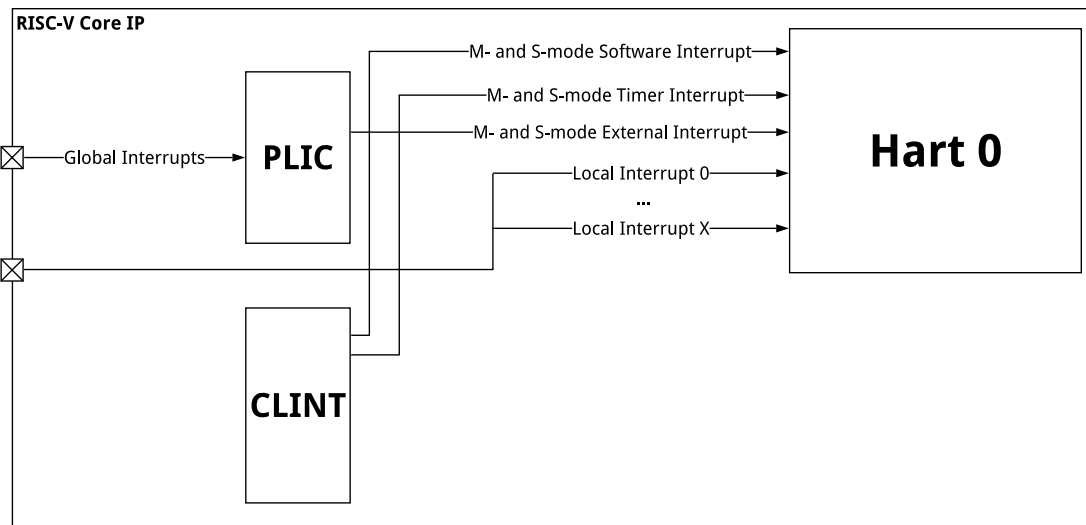 RISC-V Core IP
M- and S-mode Software Interrupt
M- and S-mode Timer Interrupt
M- and S-mode External Interrupt
Global Interrupts
PLIC
Hart 0
Local Interrupt 0
...
Local Interrupt X
CLINT